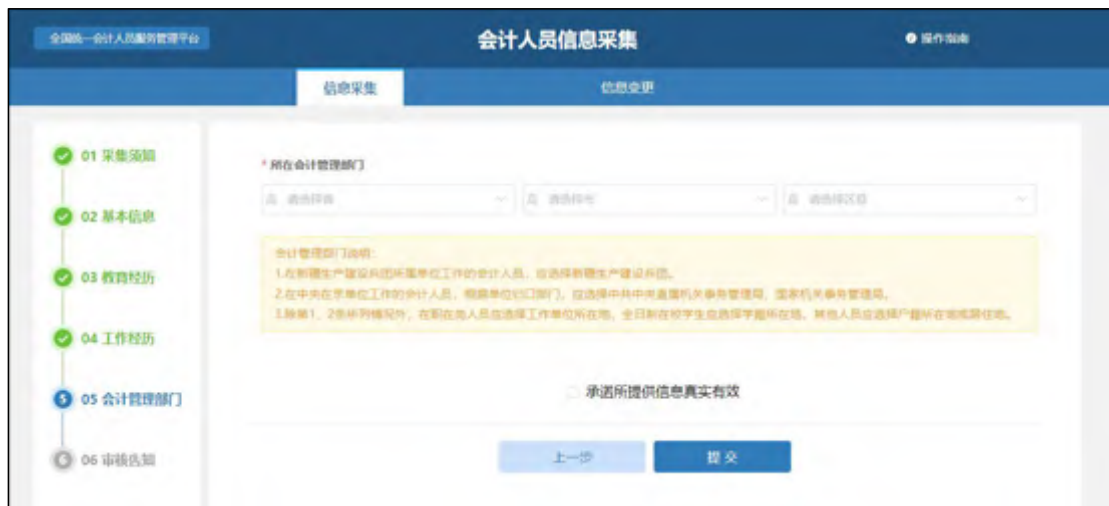 全国统一会计人员服务管理平台
会计人员信息采集
操作指南
信息采集
信息变更
01 采集须知
02 基本信息
03 教育经历
04 工作经历
5 05 会计管理部门
6 06 审核告知
* 所在会计管理部门
请选择省
请选择市
请选择区县
会计管理部门说明:
1.在新疆生产建设兵团所属单位工作的会计人员，应选择新疆生产建设兵团。
2.在中央在京单位工作的会计人员，根据单位归口部门，应选择中共中央直属机关事务管理局、国家机关事务管理局。
3.除第1、2条所列情况外，在职在岗人员应选择工作单位所在地，全日制在校学生应选择学籍所在地，其他人员应选择户籍所在地或居住地。
承诺所提供信息真实有效
上一步
提交